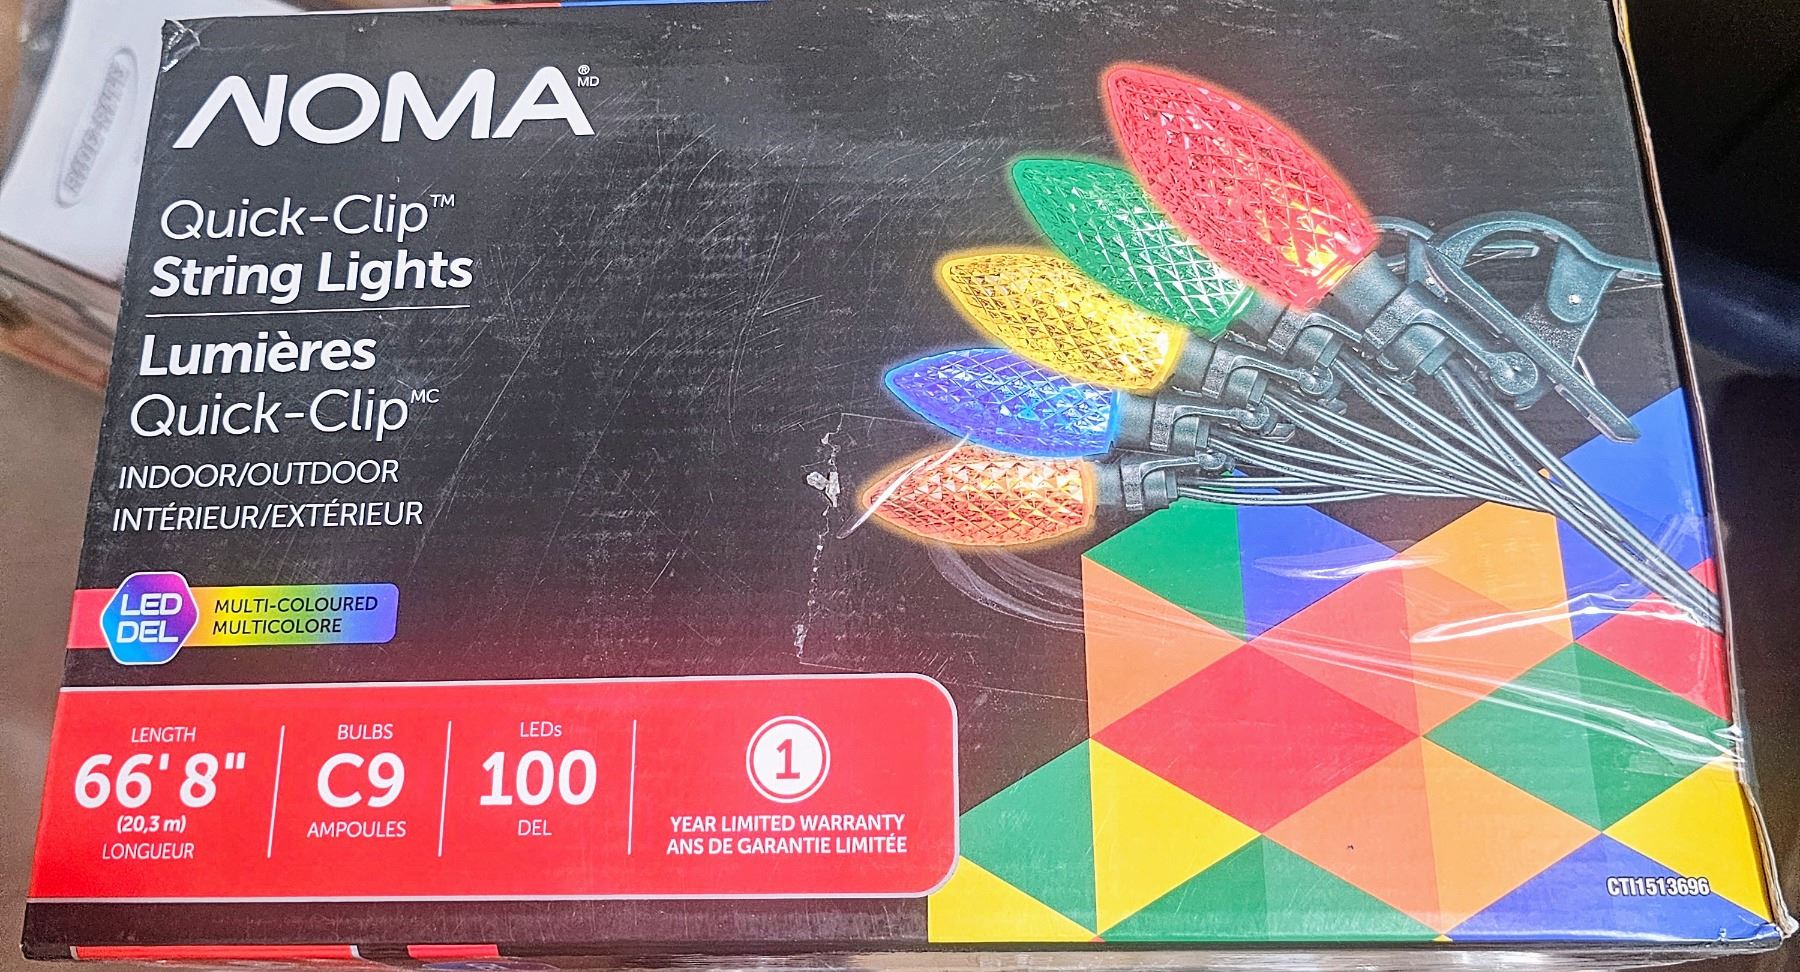 NOMA® MD
Quick-Clip™
String Lights
Lumières
Quick-Clip MC
INDOOR/OUTDOOR
INTÉRIEUR/EXTÉRIEUR
LED
DEL
MULTI-COLOURED
MULTICOLORE
LENGTH
66'8"
(20,3 m)
LONGUEUR
BULBS
C9
AMPOULES
LEDs
100
DEL
1
YEAR LIMITED WARRANTY
ANS DE GARANTIE LIMITÉE
CTI1513696